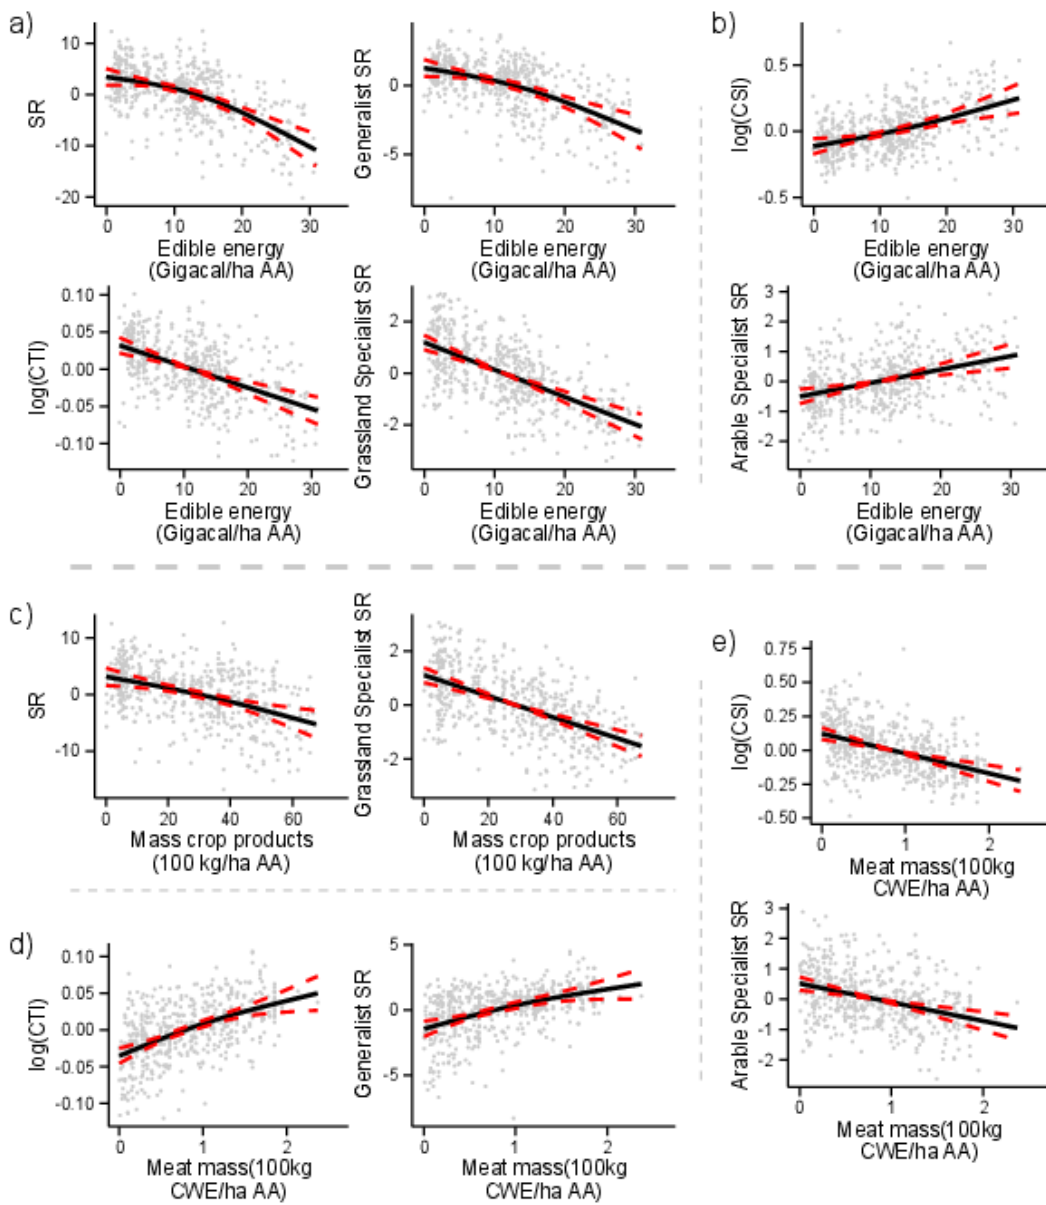 a)
SR
10
0
-10
-20
0 10 20 30
Edible energy
(Gigacal/ha AA)
Generalist SR
0
-5
0 10 20 30
Edible energy
(Gigacal/ha AA)
b)
log(CSI)
0.5
0.0
-0.5
0 10 20 30
Edible energy
(Gigacal/ha AA)
log(CTI)
0.10
0.05
0.00
-0.05
-0.10
0 10 20 30
Edible energy
(Gigacal/ha AA)
Grassland Specialist SR
2
0
-2
0 10 20 30
Edible energy
(Gigacal/ha AA)
Arable Specialist SR
3
2
1
0
-1
-2
0 10 20 30
Edible energy
(Gigacal/ha AA)
c)
SR
10
0
-10
0 20 40 60
Mass crop products
(100 kg/ha AA)
Grassland Specialist SR
2
0
-2
0 20 40 60
Mass crop products
(100 kg/ha AA)
e)
log(CSI)
0.75
0.50
0.25
0.00
-0.25
-0.50
0 1 2
Meat mass(100kg
CWE/ha AA)
d)
log(CTI)
0.10
0.05
0.00
-0.05
-0.10
0 1 2
Meat mass(100kg
CWE/ha AA)
Generalist SR
5
0
-5
0 1 2
Meat mass(100kg
CWE/ha AA)
Arable Specialist SR
3
2
1
0
-1
-2
0 1 2
Meat mass(100kg
CWE/ha AA)